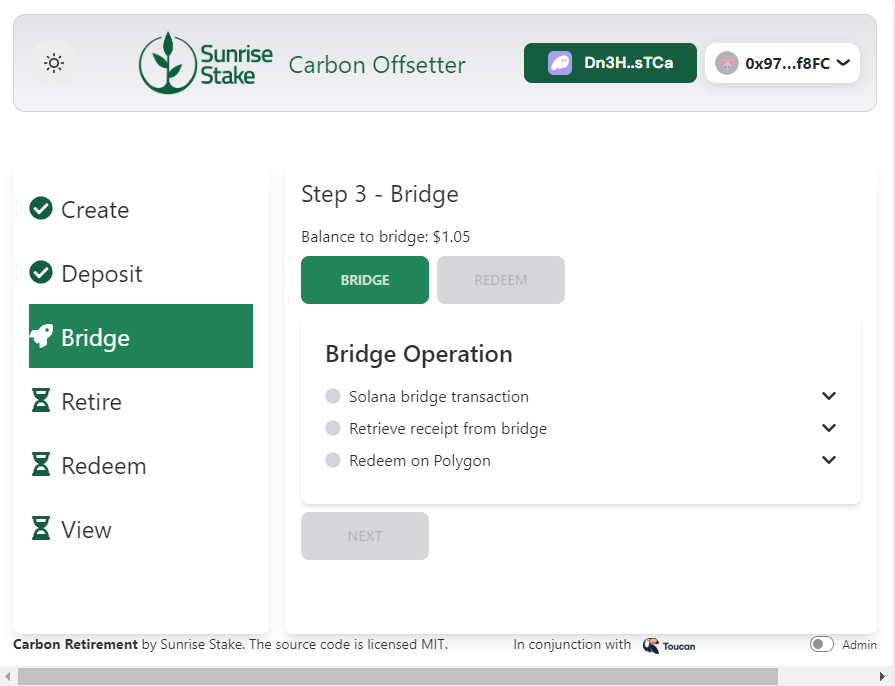 Sunrise
Stake
Carbon Offsetter
Dn3H..sTCa
0x97...f8FC
Create
Deposit
Bridge
Retire
Redeem
View
Step 3 - Bridge
Balance to bridge: $1.05
BRIDGE
REDEEM
Bridge Operation
Solana bridge transaction
Retrieve receipt from bridge
Redeem on Polygon
NEXT
Carbon Retirement by Sunrise Stake. The source code is licensed MIT.
In conjunction with Toucan
Admin